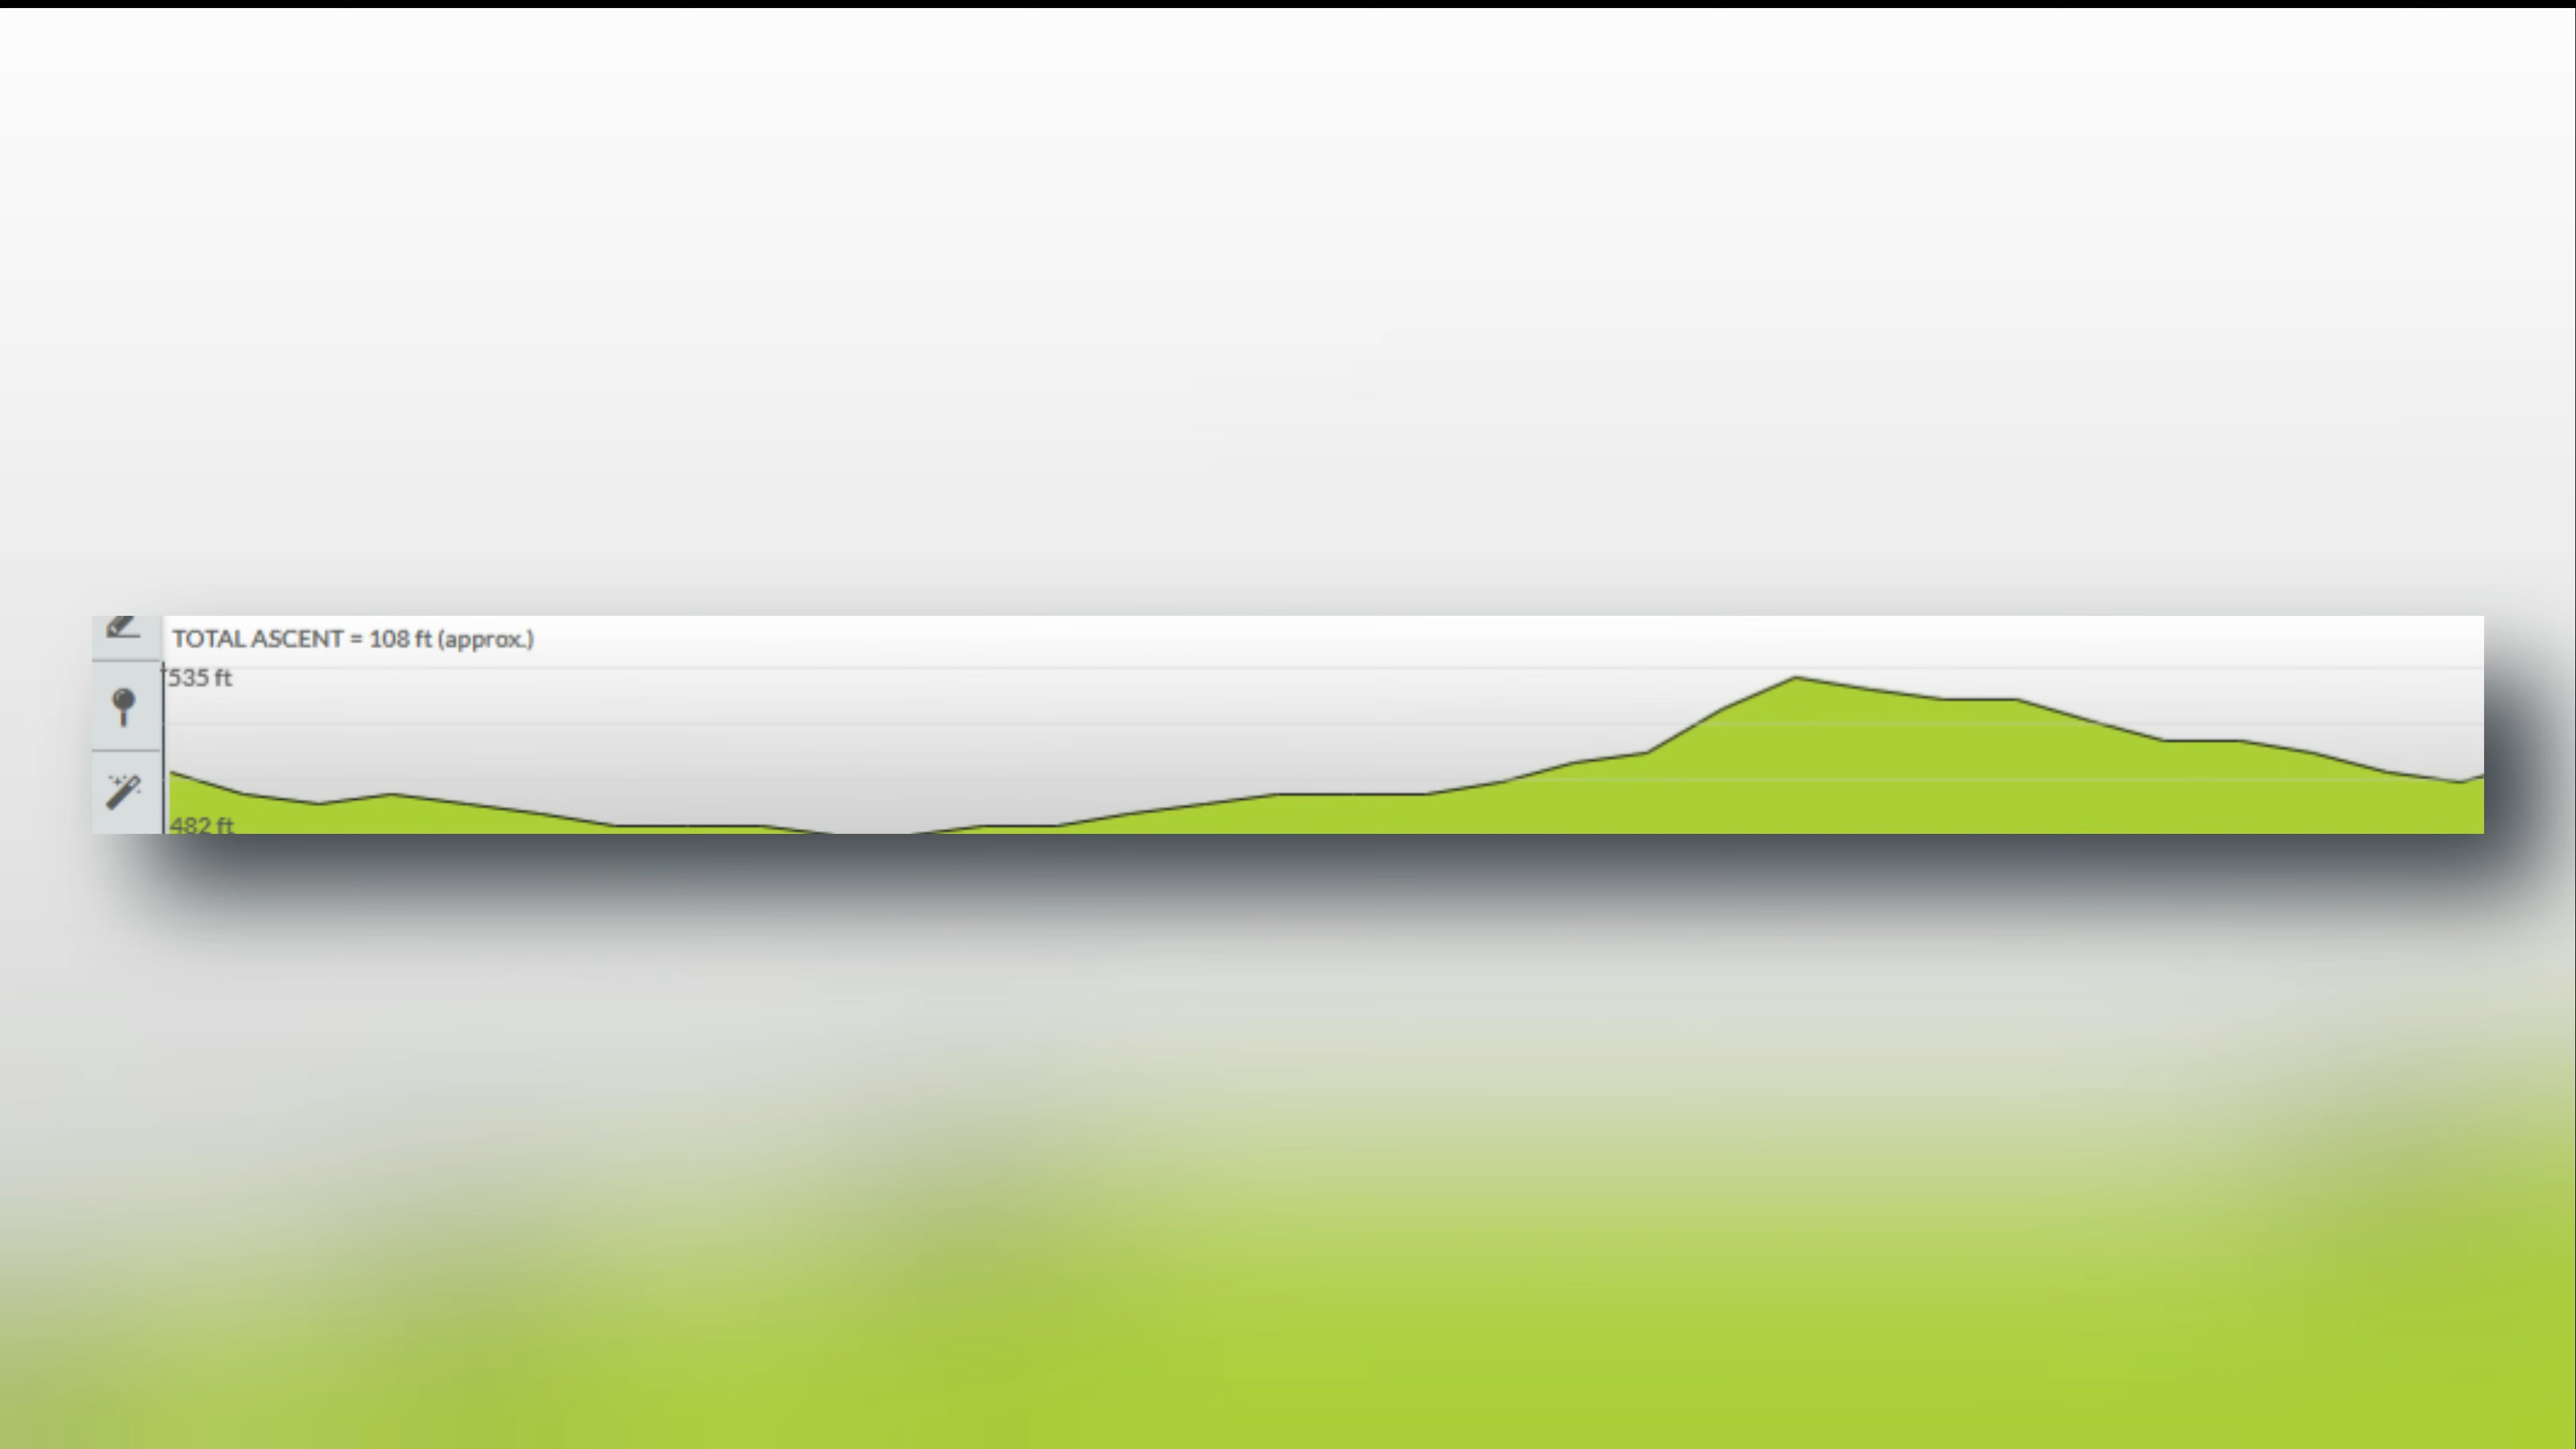 TOTAL ASCENT = 108 ft (approx.)
535 ft
482 ft